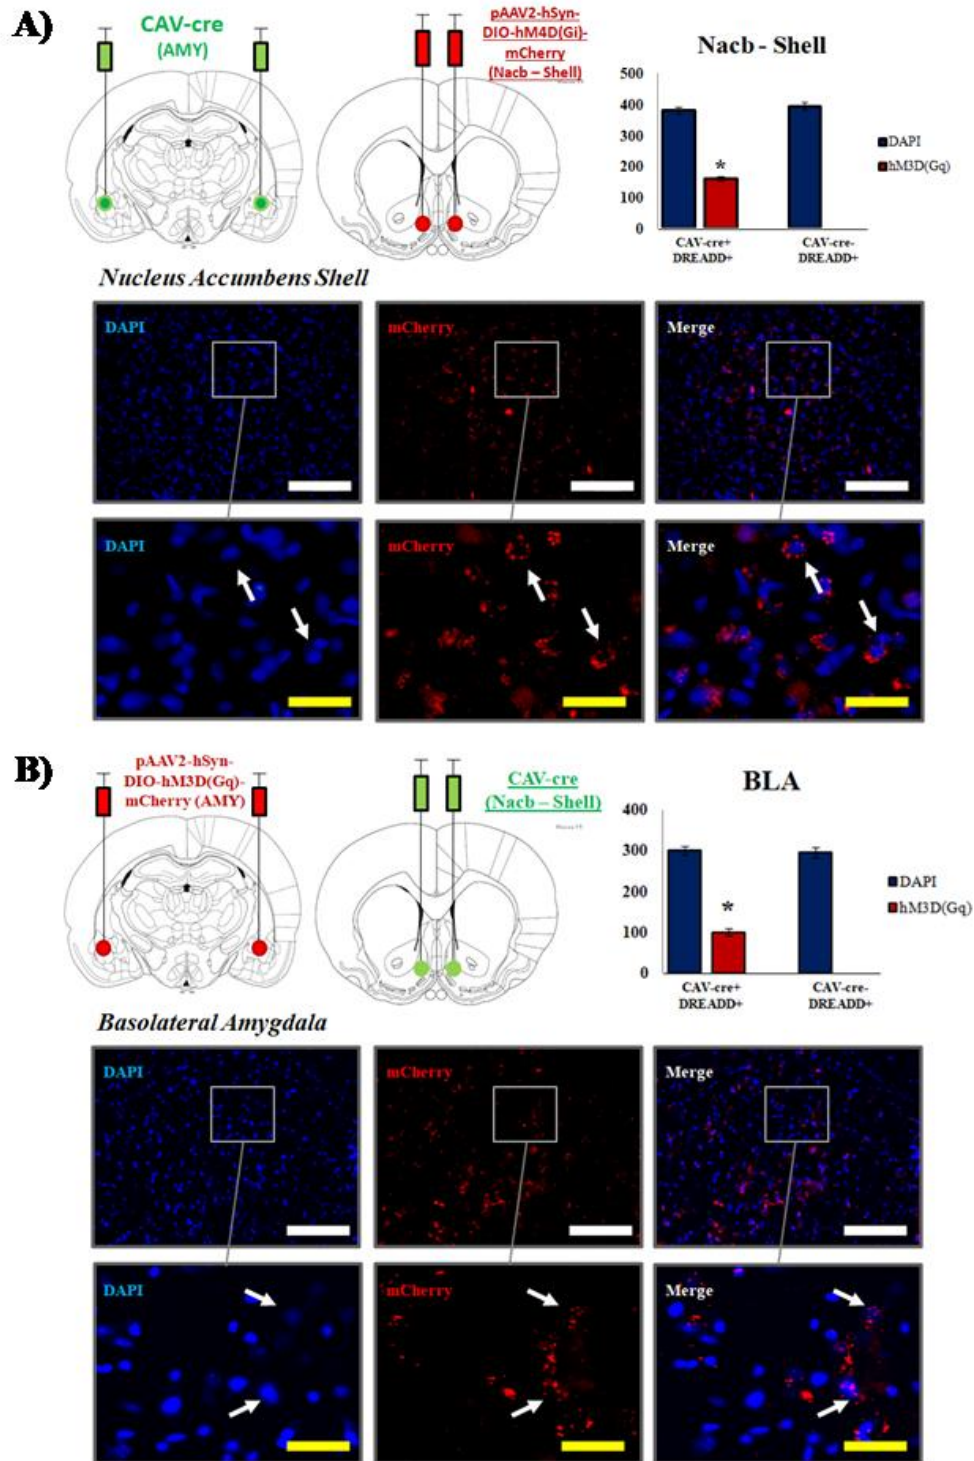 A)
CAV-cre
(AMY)
pAAV2-hSyn-
DIO-hM4D(Gi)-
mCherry
(Nacb – Shell)
Nacb - Shell
500
400
300
200
100
0
*
DAPI
hM3D(Gq)
CAV-cre+
DREADD+
CAV-cre-
DREADD+
Nucleus Accumbens Shell
DAPI
mCherry
Merge
DAPI
mCherry
Merge
B)
pAAV2-hSyn-
DIO-hM3D(Gq)-
mCherry (AMY)
CAV-cre
(Nacb – Shell)
BLA
400
300
200
100
0
*
DAPI
hM3D(Gq)
CAV-cre+
DREADD+
CAV-cre-
DREADD+
Basolateral Amygdala
DAPI
mCherry
Merge
DAPI
mCherry
Merge